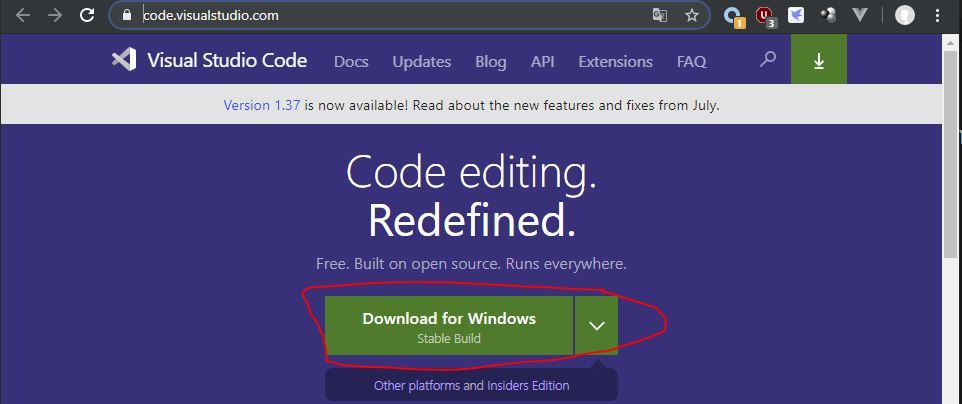 code.visualstudio.com
1
3
Visual Studio Code Docs Updates Blog API Extensions FAQ
Version 1.37 is now available! Read about the new features and fixes from July.
Code editing.
Redefined.
Free. Built on open source. Runs everywhere.
Download for Windows
Stable Build
Other platforms and Insiders Edition